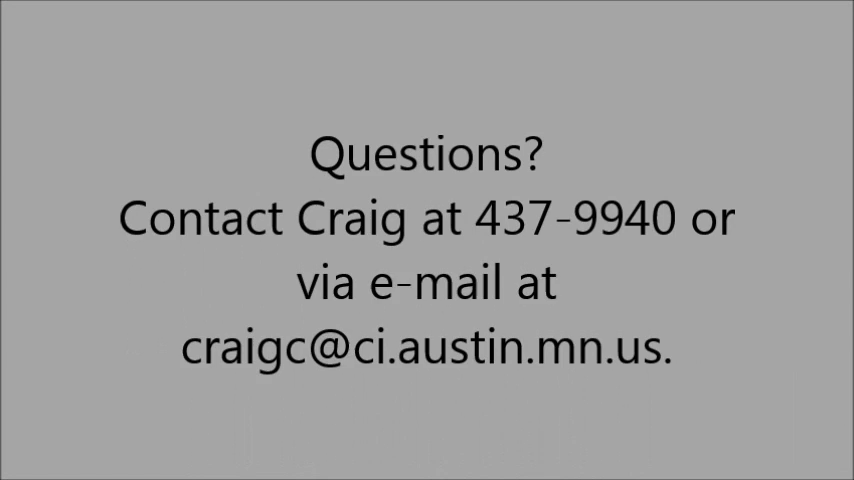 Questions?
Contact Craig at 437-9940 or
via e-mail at
craigc@ci.austin.mn.us.